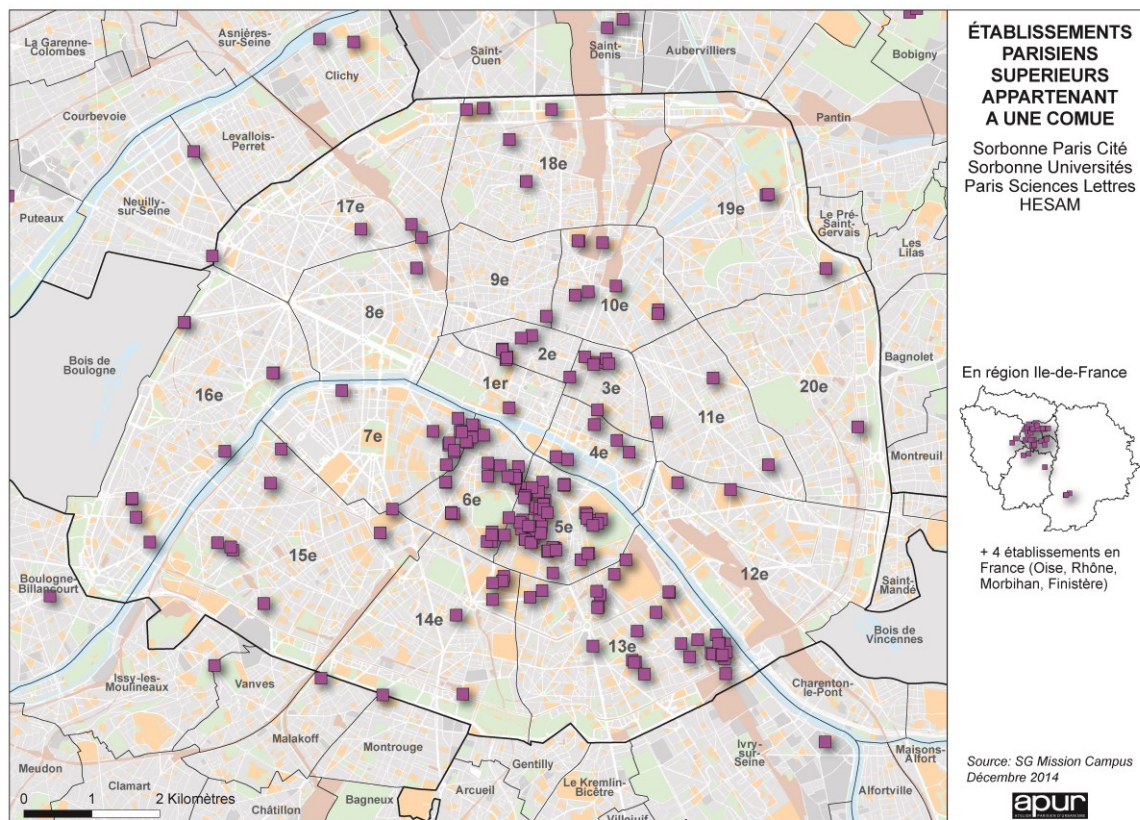 La Garenne-
Colombes
Asnières-
sur-Seine
Clichy
Saint-
Ouen
Saint-
Denis
Aubervilliers
Bobigny
Courbevoie
Levallois-
Perret
Pantin
Puteaux
Neuilly-
sur-Seine
17e
18e
19e
Le Pré-
Saint-
Gervais
Les
Lilas
8e
9e
10e
Bois de
Boulogne
16e
1er
2e
3e
11e
20e
Bagnolet
7e
4e
Montreuil
6e
5e
15e
12e
Boulogne-
Billancourt
14e
13e
Saint-
Mandé
Bois de
Vincennes
Issy-les-
Moulineaux
Vanves
Malakoff
Montrouge
Charenton-
le-Pont
Ivry-
sur-
Seine
Maisons-
Alfort
Meudon
Clamart
Châtillon
Bagneux
Arcueil
Gentilly
Le Kremlin-
Bicêtre
Villejuif
Alfortville
0 1 2 Kilomètres
ÉTABLISSEMENTS
PARISIENS
SUPERIEURS
APPARTENANT
A UNE COMUE
Sorbonne Paris Cité
Sorbonne Universités
Paris Sciences Lettres
HESAM
En région Ile-de-France
+ 4 établissements en
France (Oise, Rhône,
Morbihan, Finistère)
Source: SG Mission Campus
Décembre 2014
apur
ATELIER PARISIEN D'URBANISME